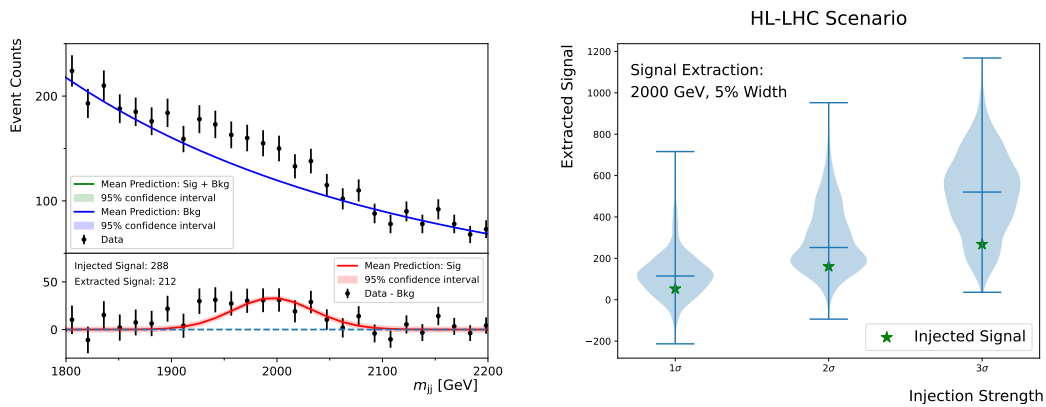 Event Counts
200
100
Mean Prediction: Sig + Bkg
95% confidence interval
Mean Prediction: Bkg
95% confidence interval
Data
Injected Signal: 288
Extracted Signal: 212
Mean Prediction: Sig
95% confidence interval
Data - Bkg
50
0
1800 1900 2000 2100 2200
m_jj [GeV]
HL-LHC Scenario
Extracted Signal
1200
1000
800
600
400
200
0
−200
Signal Extraction:
2000 GeV, 5% Width
Injected Signal
1σ 2σ 3σ
Injection Strength